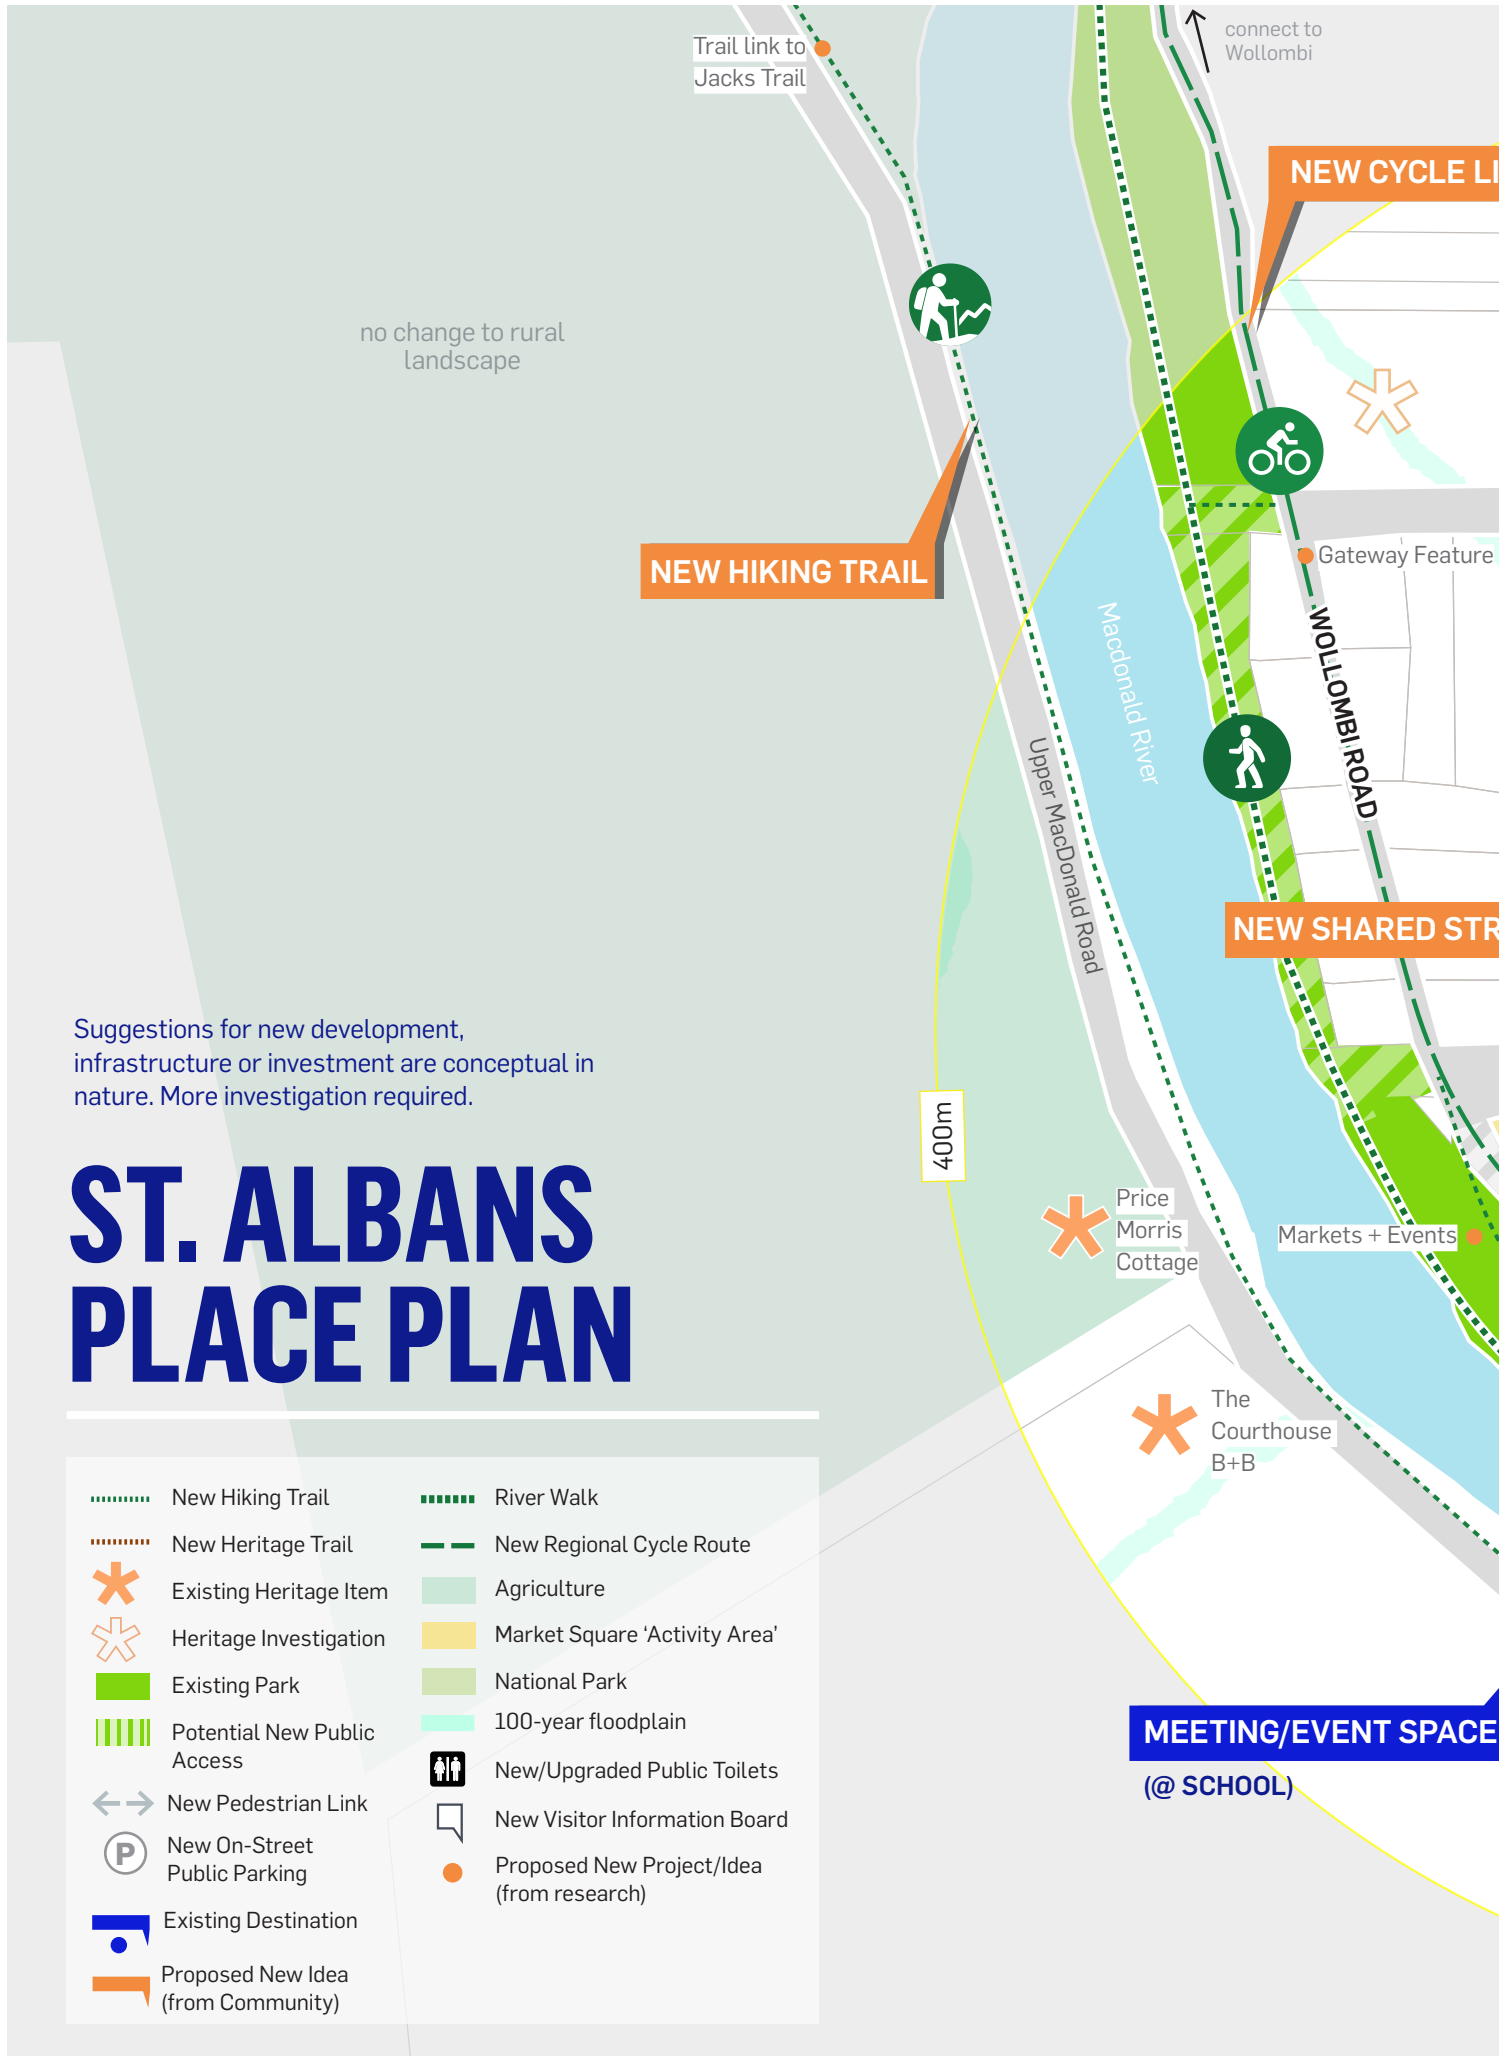 Trail link to
Jacks Trail
connect to
Wollombi
NEW CYCLE LI
no change to rural
landscape
NEW HIKING TRAIL
Gateway Feature
Macdonald River
WOLLOMBI ROAD
Upper MacDonald Road
NEW SHARED STR
Suggestions for new development,
infrastructure or investment are conceptual in
nature. More investigation required.
400m
ST. ALBANS
PLACE PLAN
Price
Morris
Cottage
Markets + Events
The
Courthouse
B+B
New Hiking Trail
New Heritage Trail
Existing Heritage Item
Heritage Investigation
Existing Park
Potential New Public
Access
New Pedestrian Link
P
New On-Street
Public Parking
Existing Destination
Proposed New Idea
(from Community)
River Walk
New Regional Cycle Route
Agriculture
Market Square ‘Activity Area’
National Park
100-year floodplain
New/Upgraded Public Toilets
New Visitor Information Board
Proposed New Project/Idea
(from research)
MEETING/EVENT SPACE
(@ SCHOOL)